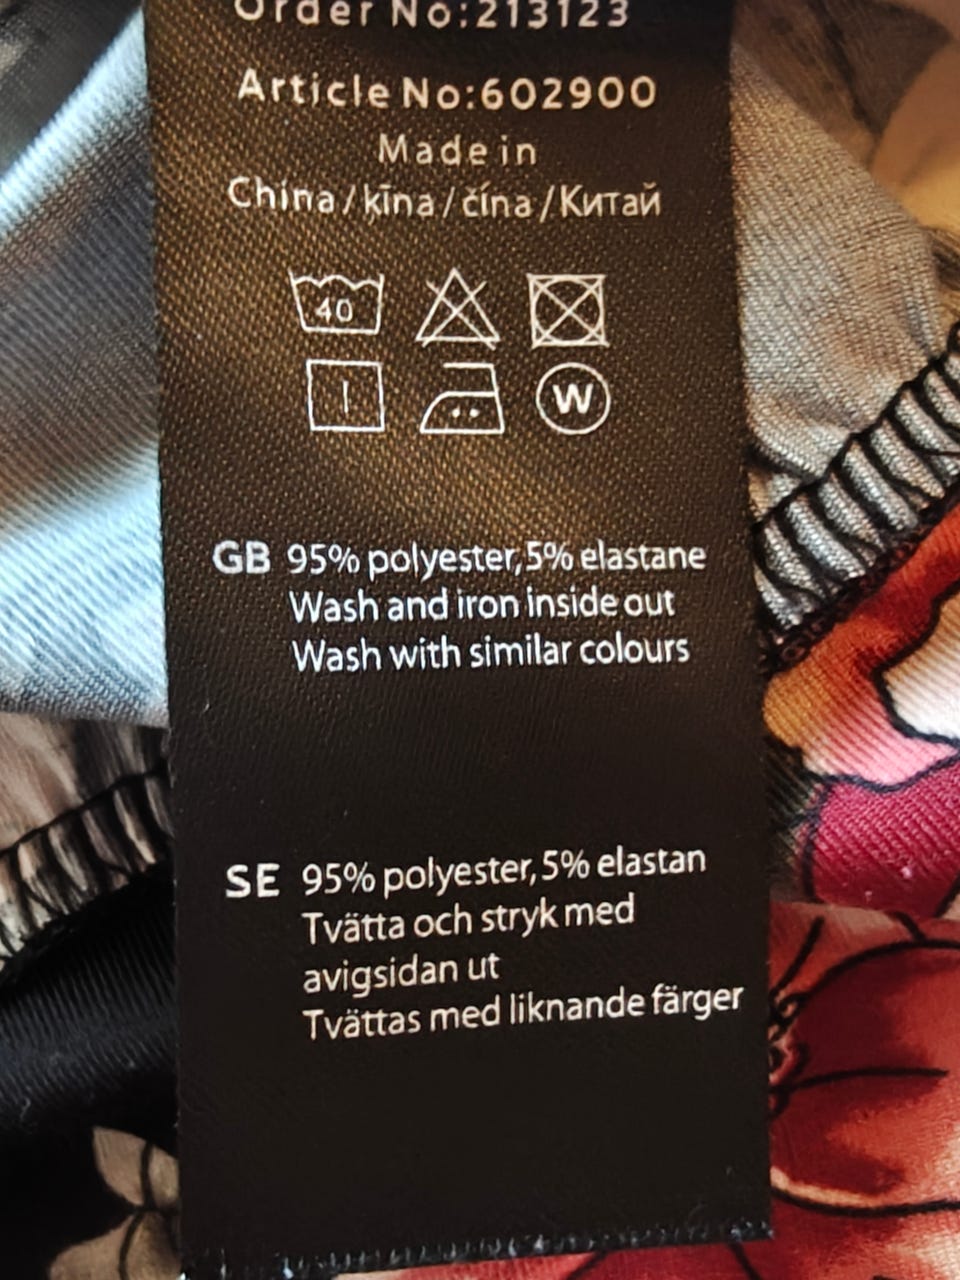 Order No:213123
Article No:602900
Made in
China/ķīna/čína/Китай
40
W
GB 95% polyester,5% elastane
Wash and iron inside out
Wash with similar colours
SE 95% polyester,5% elastan
Tvätta och stryk med
avigsidan ut
Tvättas med liknande färger